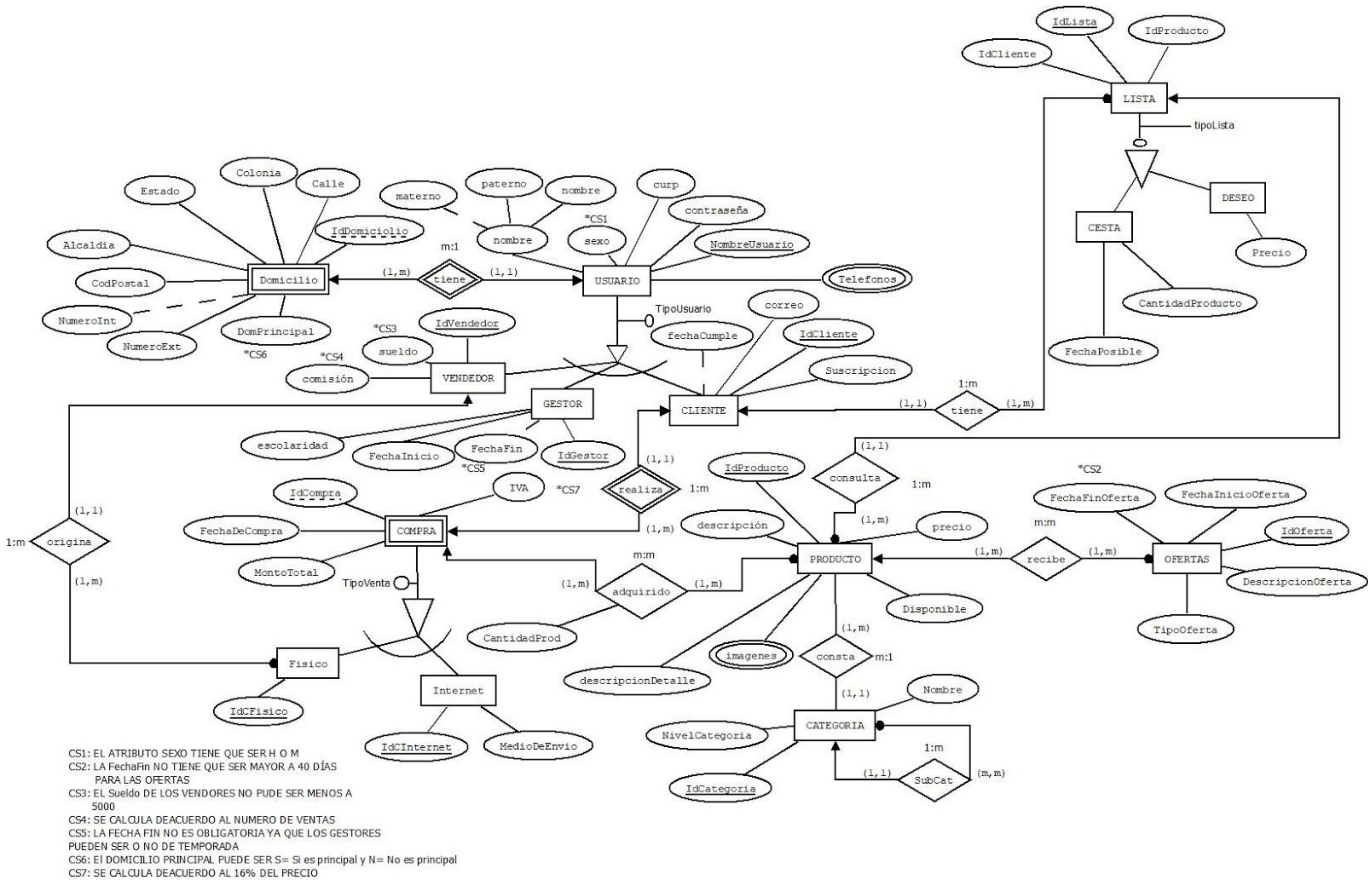 IdLista
IdProducto
IdCliente
LISTA
tipoLista
DESEO
CESTA
Precio
CantidadProducto
FechaPosible
Estado
Colonia
Calle
IdDomiciolio
Alcaldia
CodPostal
NumeroInt
NumeroExt
DomPrincipal
*CS6
Domicilio
(1,m)
m:1
tiene
(1,1)
materno
paterno
nombre
nombre
*CS1
sexo
curp
contraseña
NombreUsuario
USUARIO
Telefonos
TipoUsuario
*CS3
sueldo
IdVendedor
*CS4
comisión
VENDEDOR
fechaCumple
correo
IdCliente
Suscripcion
GESTOR
CLIENTE
escolaridad
FechaInicio
FechaFin
*CS5
IdGestor
(1,1)
1:m
tiene
(1,m)
(1,1)
realiza
1:m
(1,m)
IdCompra
IVA
*CS7
FechaDeCompra
COMPRA
MontoTotal
TipoVenta
(1,1)
1:m
origina
(1,m)
Fisico
IdCFisico
Internet
IdCInternet
MedioDeEnvio
m:m
(1,m)
adquirido
(1,m)
CantidadProd
IdProducto
(1,1)
consulta
1:m
(1,m)
descripción
precio
PRODUCTO
Disponible
imagenes
descripcionDetalle
(1,m)
m:m
recibe
(1,m)
*CS2
FechaFinOferta
FechaInicioOferta
IdOferta
OFERTAS
DescripcionOferta
TipoOferta
(1,m)
consta
m:1
(1,1)
Nombre
NivelCategoria
CATEGORIA
IdCategoria
1:m
(1,1)
SubCat
(m,m)
CS1: EL ATRIBUTO SEXO TIENE QUE SER H O M
CS2: LA FechaFin NO TIENE QUE SER MAYOR A 40 DÍAS
PARA LAS OFERTAS
CS3: EL Sueldo DE LOS VENDORES NO PUDE SER MENOS A
5000
CS4: SE CALCULA DEACUERDO AL NUMERO DE VENTAS
CS5: LA FECHA FIN NO ES OBLIGATORIA YA QUE LOS GESTORES
PUEDEN SER O NO DE TEMPORADA
CS6: El DOMICILIO PRINCIPAL PUEDE SER S= Si es principal y N= No es principal
CS7: SE CALCULA DEACUERDO AL 16% DEL PRECIO